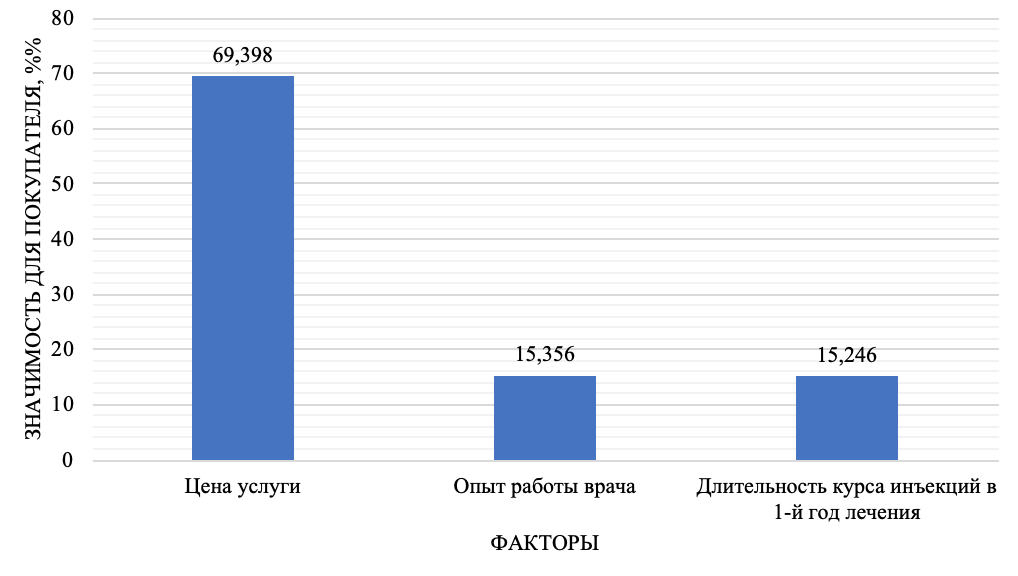 ЗНАЧИМОСТЬ ДЛЯ ПОКУПАТЕЛЯ, %%
80
70
60
50
40
30
20
10
0
69,398
15,356
15,246
Цена услуги
Опыт работы врача
Длительность курса инъекций в
1-й год лечения
ФАКТОРЫ